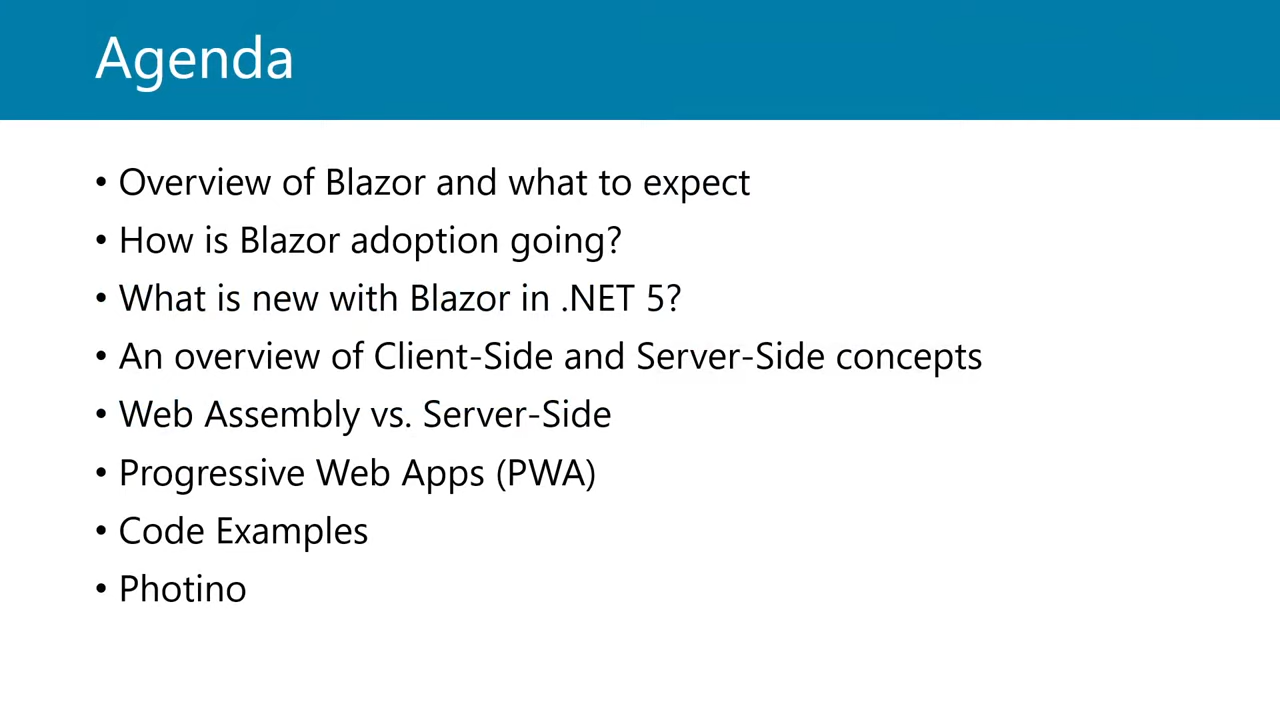 Agenda
• Overview of Blazor and what to expect
• How is Blazor adoption going?
• What is new with Blazor in .NET 5?
• An overview of Client-Side and Server-Side concepts
• Web Assembly vs. Server-Side
• Progressive Web Apps (PWA)
• Code Examples
• Photino